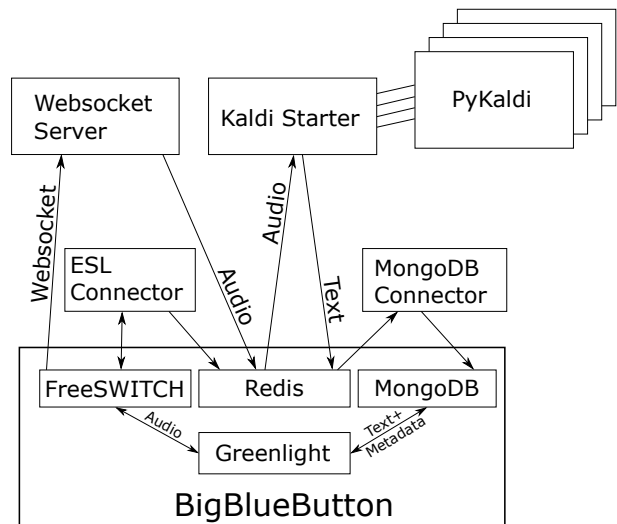 PyKaldi
Websocket
Server
Kaldi Starter
Websocket
Audio
Audio
Text
ESL
Connector
MongoDB
Connector
FreeSWITCH
Redis
MongoDB
Audio
Text+
Metadata
Greenlight
BigBlueButton